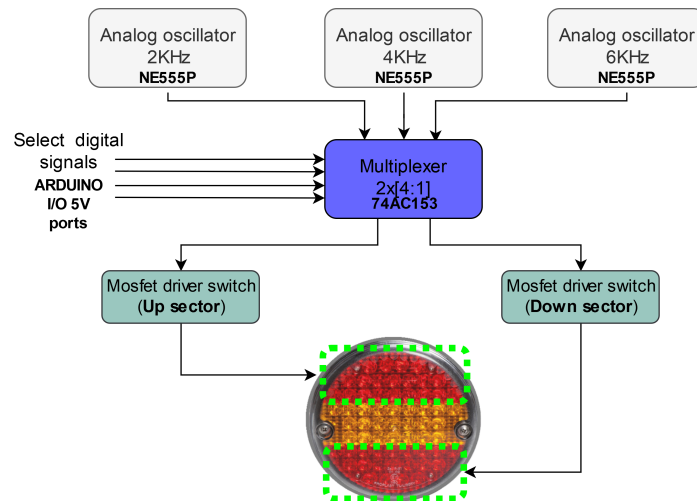 Analog oscillator
2KHz
NE555P
Analog oscillator
4KHz
NE555P
Analog oscillator
6KHz
NE555P
Select digital
signals
ARDUINO
I/O 5V
ports
Multiplexer
2x[4:1]
74AC153
Mosfet driver switch
(Up sector)
Mosfet driver switch
(Down sector)